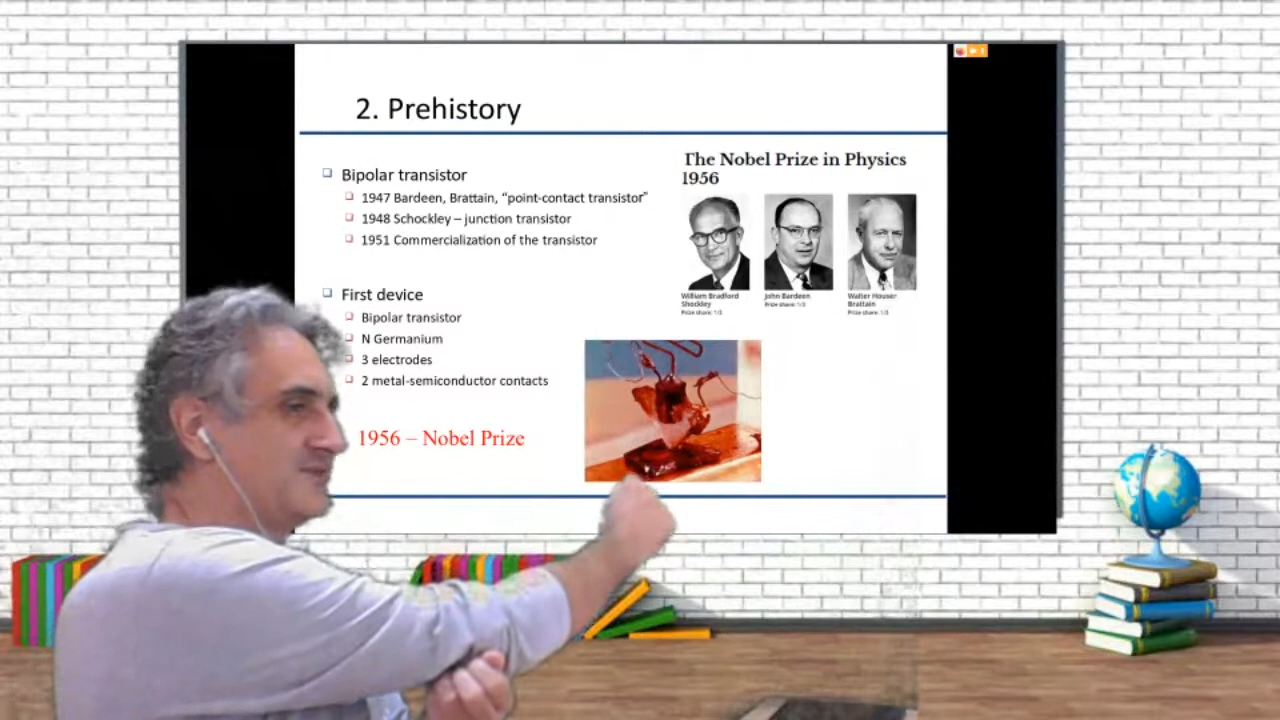 2. Prehistory
Bipolar transistor
1947 Bardeen, Brattain, “point-contact transistor”
1948 Schockley – junction transistor
1951 Commercialization of the transistor
First device
Bipolar transistor
N Germanium
3 electrodes
2 metal-semiconductor contacts
1956 – Nobel Prize
The Nobel Prize in Physics
1956
William Bradford
Shockley
Prize share: 1/3
John Bardeen
Prize share: 1/3
Walter Houser
Brattain
Prize share: 1/3